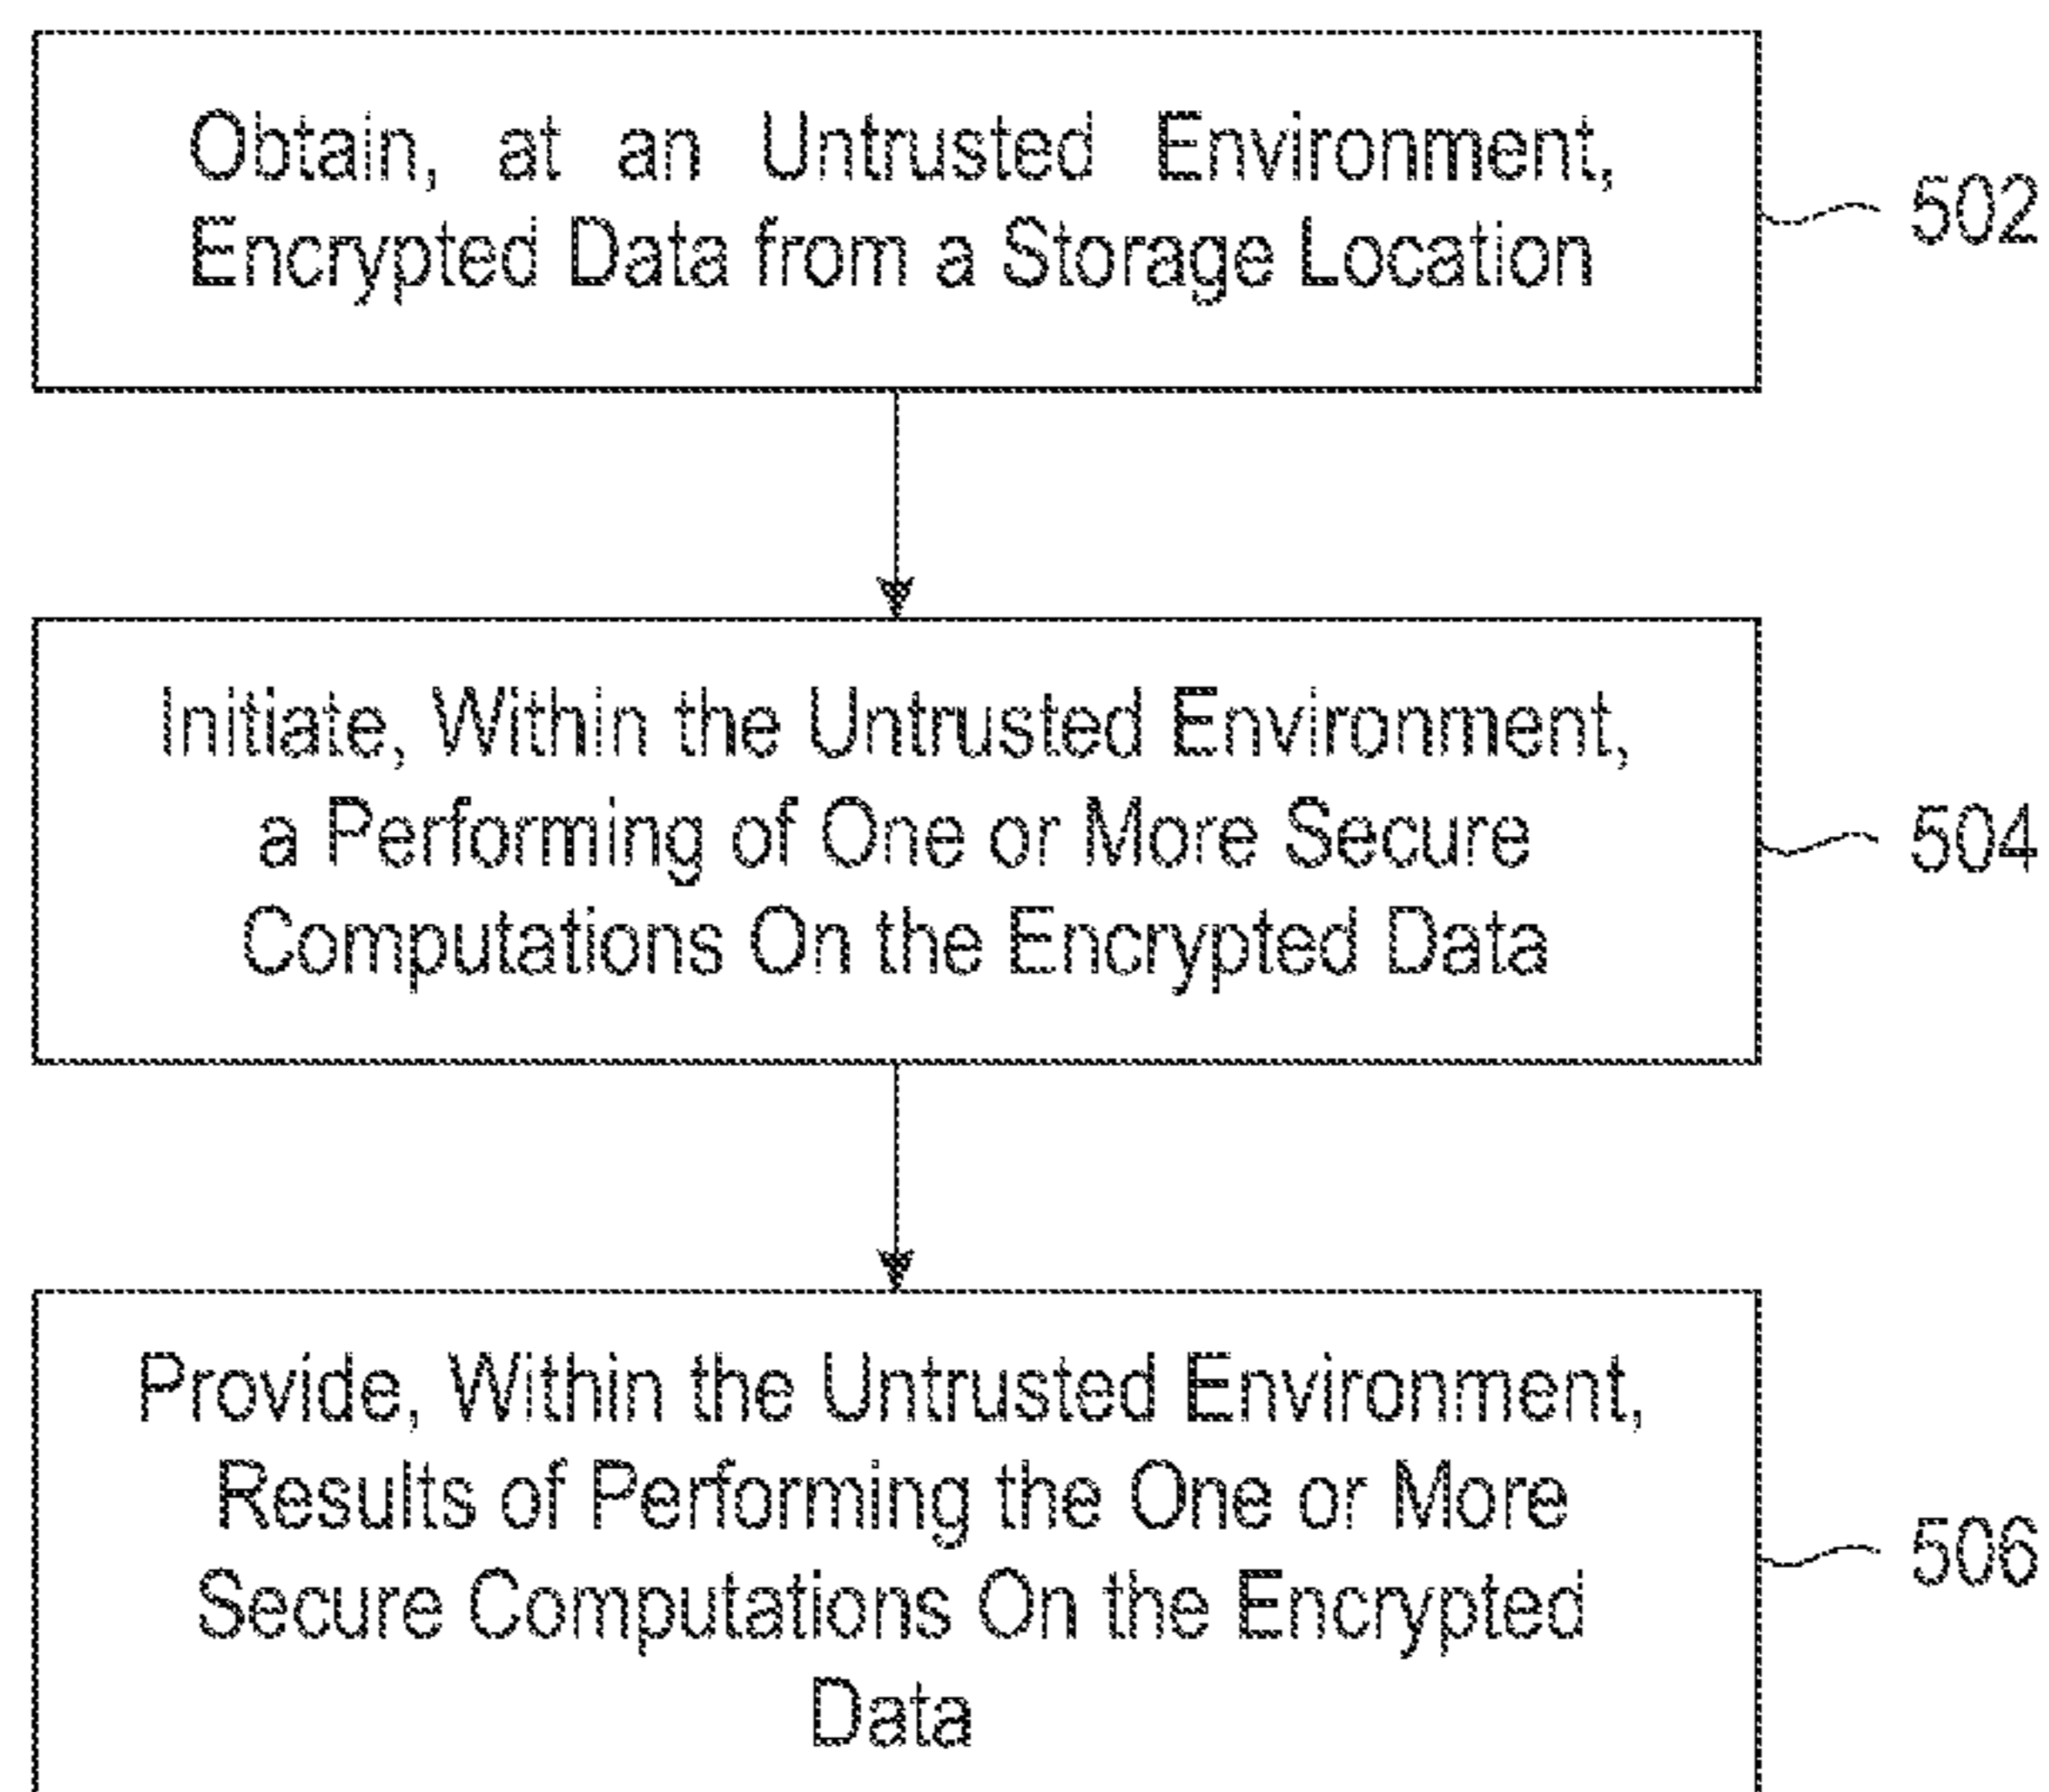 Obtain, at an Untrusted Environment,
Encrypted Data from a Storage Location
502
Initiate, Within the Untrusted Environment,
a Performing of One or More Secure
Computations On the Encrypted Data
504
Provide, Within the Untrusted Environment,
Results of Performing the One or More
Secure Computations On the Encrypted
Data
506